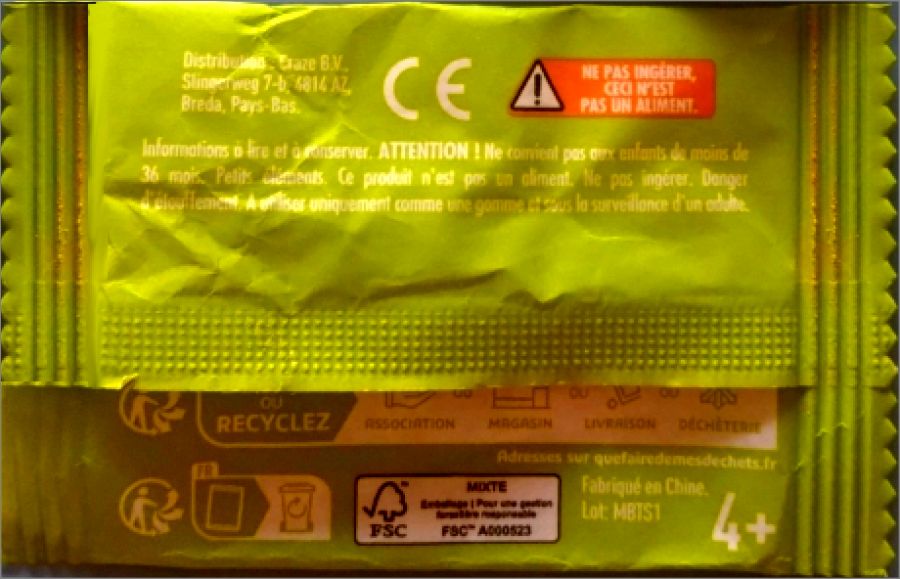 Distribution : Craze B.V.,
Slingerweg 7-b, 4814 AZ,
Breda, Pays-Bas.
CE
NE PAS INGÉRER,
CECI N'EST
PAS UN ALIMENT.
Informations à lire et à conserver. ATTENTION ! Ne convient pas aux enfants de moins de
36 mois. Petits éléments. Ce produit n'est pas un aliment. Ne pas ingérer. Danger
d'étouffement. A utiliser uniquement comme une gomme et sous la surveillance d'un adulte.
OU
RECYCLEZ
ASSOCIATION
MAGASIN
LIVRAISON
DÉCHÈTERIE
Adresses sur quefairedemesdechets.fr
FR
FSC™
MIXTE
Emballage | Pour une gestion
forestière responsable
FSC™ A000523
Fabriqué en Chine.
Lot: MBTS1
4+